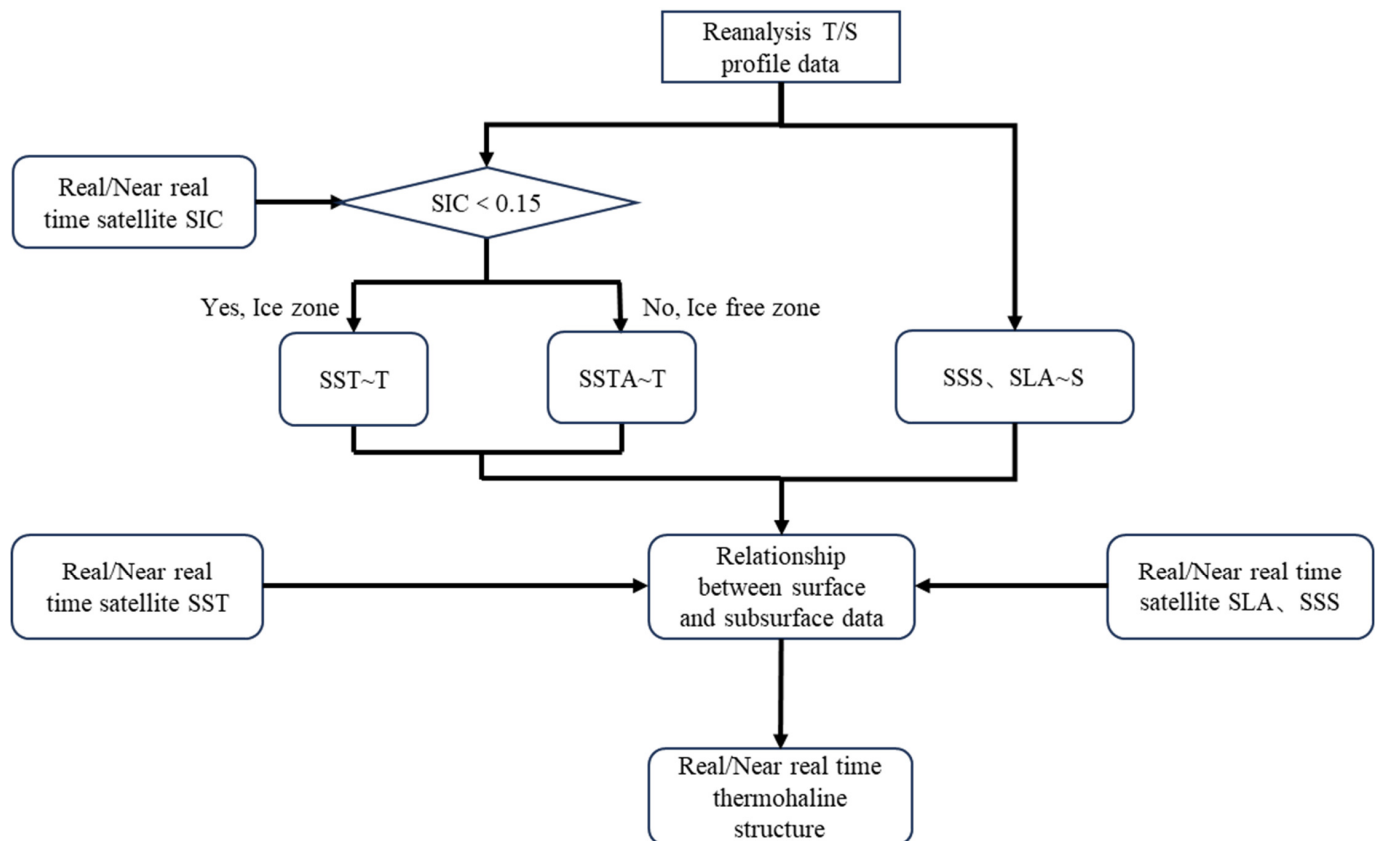 Reanalysis T/S
profile data
Real/Near real
time satellite SIC
SIC < 0.15
Yes, Ice zone
No, Ice free zone
SST~T
SSTA~T
SSS、SLA~S
Real/Near real
time satellite SST
Relationship
between surface
and subsurface data
Real/Near real time
satellite SLA、SSS
Real/Near real time
thermohaline
structure